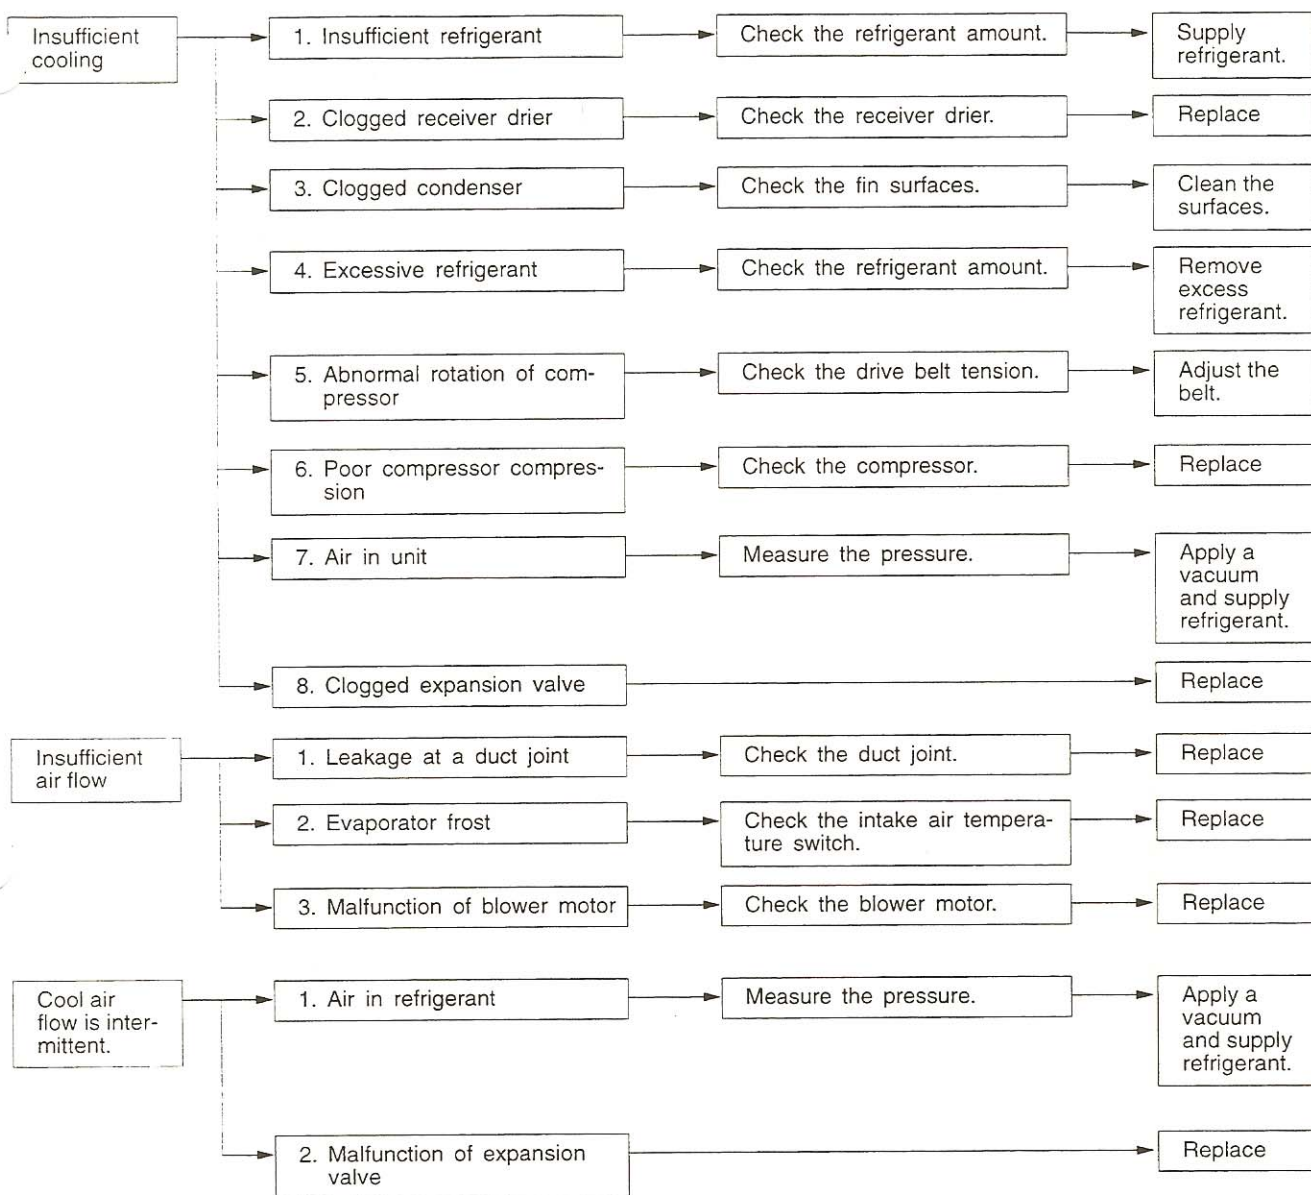 Insufficient
cooling
1. Insufficient refrigerant
Check the refrigerant amount.
Supply
refrigerant.
2. Clogged receiver drier
Check the receiver drier.
Replace
3. Clogged condenser
Check the fin surfaces.
Clean the
surfaces.
4. Excessive refrigerant
Check the refrigerant amount.
Remove
excess
refrigerant.
5. Abnormal rotation of com-
pressor
Check the drive belt tension.
Adjust the
belt.
6. Poor compressor compres-
sion
Check the compressor.
Replace
7. Air in unit
Measure the pressure.
Apply a
vacuum
and supply
refrigerant.
8. Clogged expansion valve
Replace
Insufficient
air flow
1. Leakage at a duct joint
Check the duct joint.
Replace
2. Evaporator frost
Check the intake air tempera-
ture switch.
Replace
3. Malfunction of blower motor
Check the blower motor.
Replace
Cool air
flow is inter-
mittent.
1. Air in refrigerant
Measure the pressure.
Apply a
vacuum
and supply
refrigerant.
2. Malfunction of expansion
valve
Replace